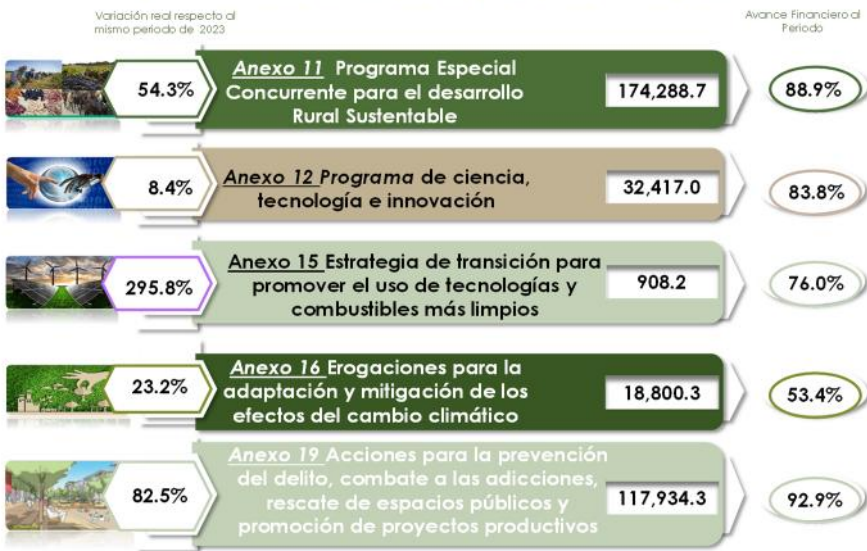 Variación real respecto al
mismo periodo de 2023
Avance Financiero al
Periodo
54.3%
Anexo 11 Programa Especial
Concurrente para el desarrollo
Rural Sustentable
174,288.7
88.9%
8.4%
Anexo 12 Programa de ciencia,
tecnología e innovación
32,417.0
83.8%
295.8%
Anexo 15 Estrategia de transición para
promover el uso de tecnologías y
combustibles más limpios
908.2
76.0%
23.2%
Anexo 16 Erogaciones para la
adaptación y mitigación de los
efectos del cambio climático
18,800.3
53.4%
82.5%
Anexo 19 Acciones para la prevención
del delito, combate a las adicciones,
rescate de espacios públicos y
promoción de proyectos productivos
117,934.3
92.9%